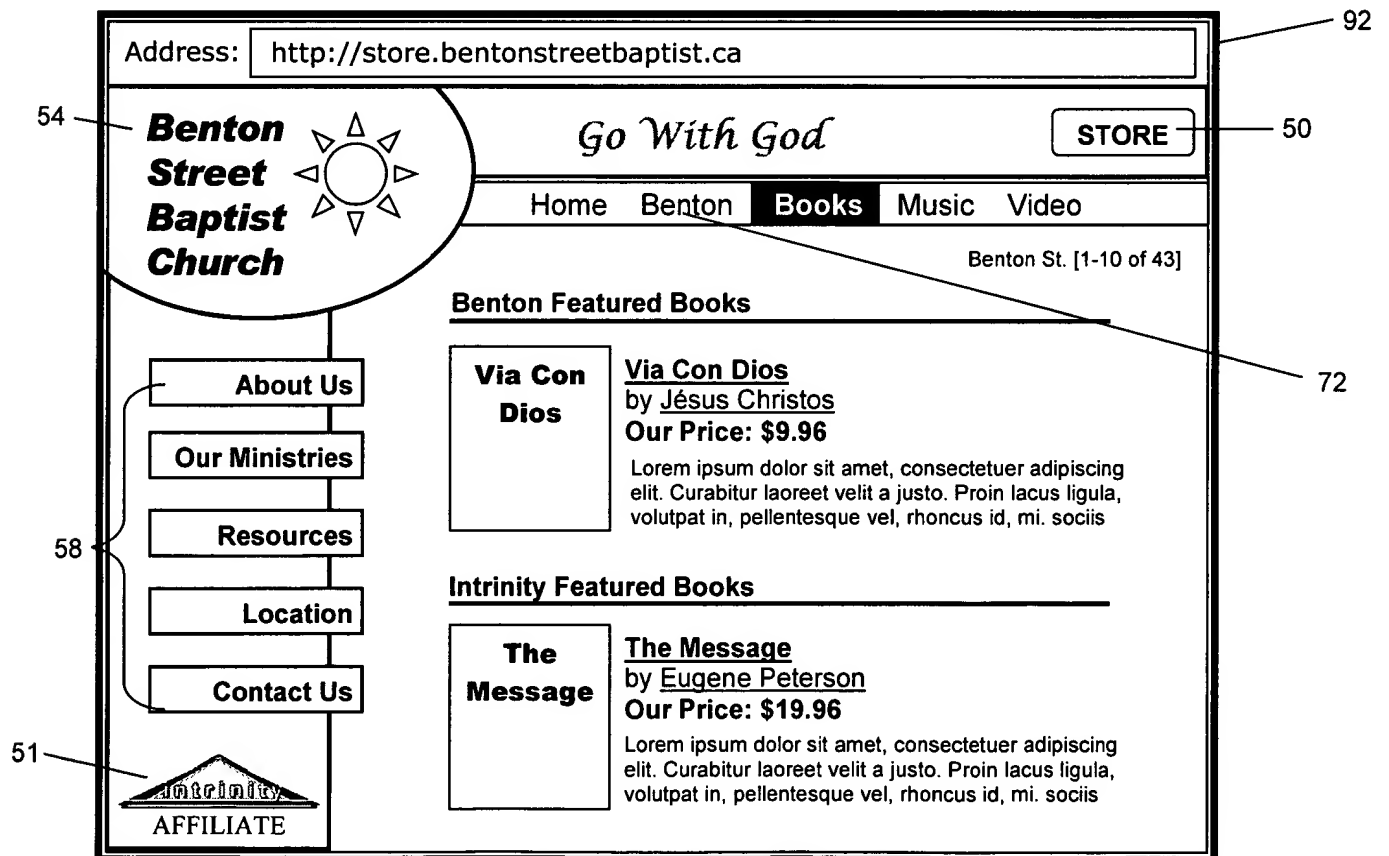 92
Address: http://store.bentonstreetbaptist.ca
54
Benton
Street
Baptist
Church
Go With God
STORE
50
Home Benton Books Music Video
72
Benton St. [1-10 of 43]
Benton Featured Books
Via Con
Dios
Via Con Dios
by Jésus Christos
Our Price: $9.96
Lorem ipsum dolor sit amet, consectetuer adipiscing
elit. Curabitur laoreet velit a justo. Proin lacus ligula,
volutpat in, pellentesque vel, rhoncus id, mi. sociis
58
About Us
Our Ministries
Resources
Location
Contact Us
Intrinity Featured Books
The
Message
The Message
by Eugene Peterson
Our Price: $19.96
Lorem ipsum dolor sit amet, consectetuer adipiscing
elit. Curabitur laoreet velit a justo. Proin lacus ligula,
volutpat in, pellentesque vel, rhoncus id, mi. sociis
51
intrinity
AFFILIATE